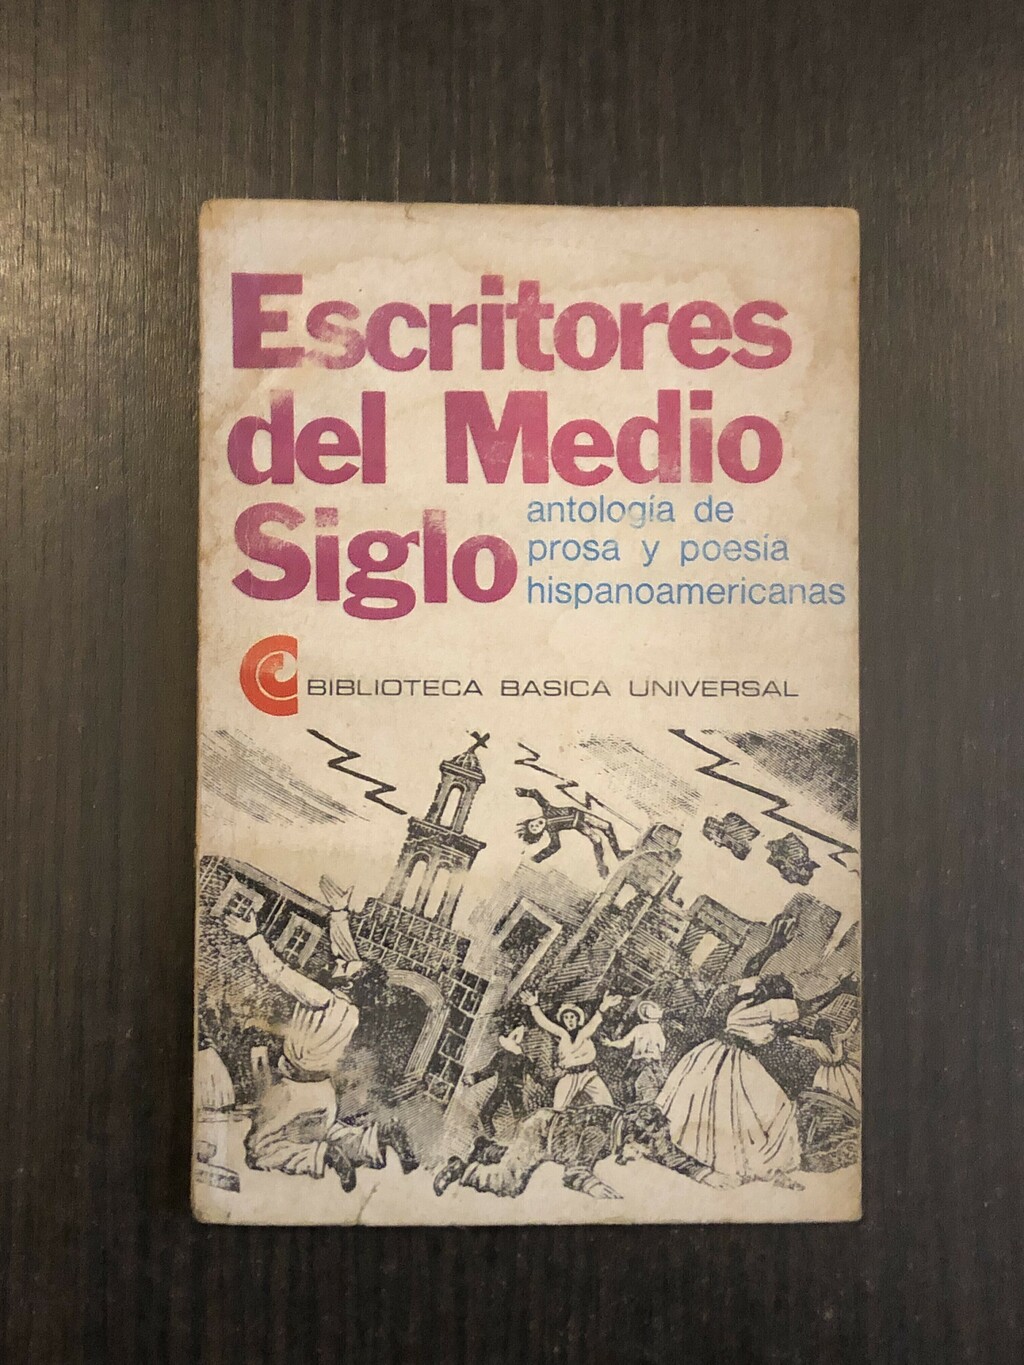 Escritores
del Medio
Siglo
antología de
prosa y poesía
hispanoamericanas
BIBLIOTECA BASICA UNIVERSAL